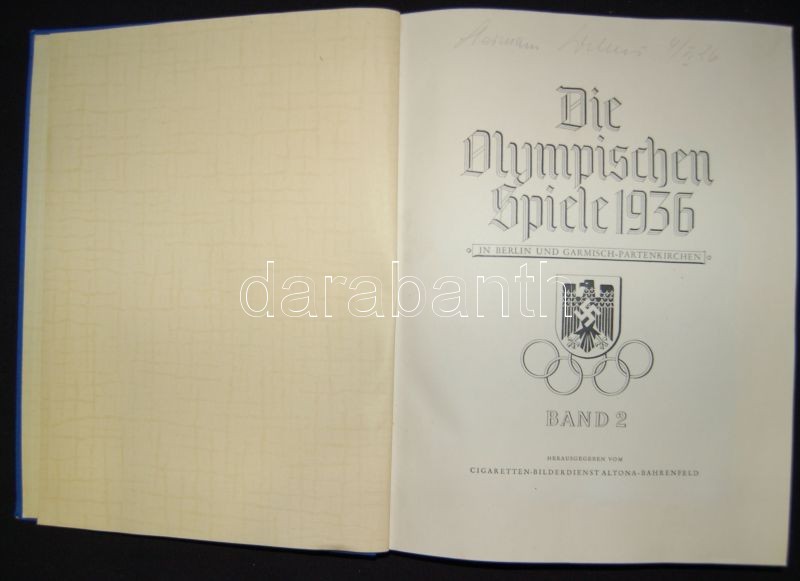 Die
Olympischen
Spiele 1936
IN BERLIN UND GARMISCH-PARTENKIRCHEN
darabanth
BAND 2
HERAUSGEGEBEN VOM
CIGARETTEN-BILDERDIENST ALTONA-BAHRENFELD